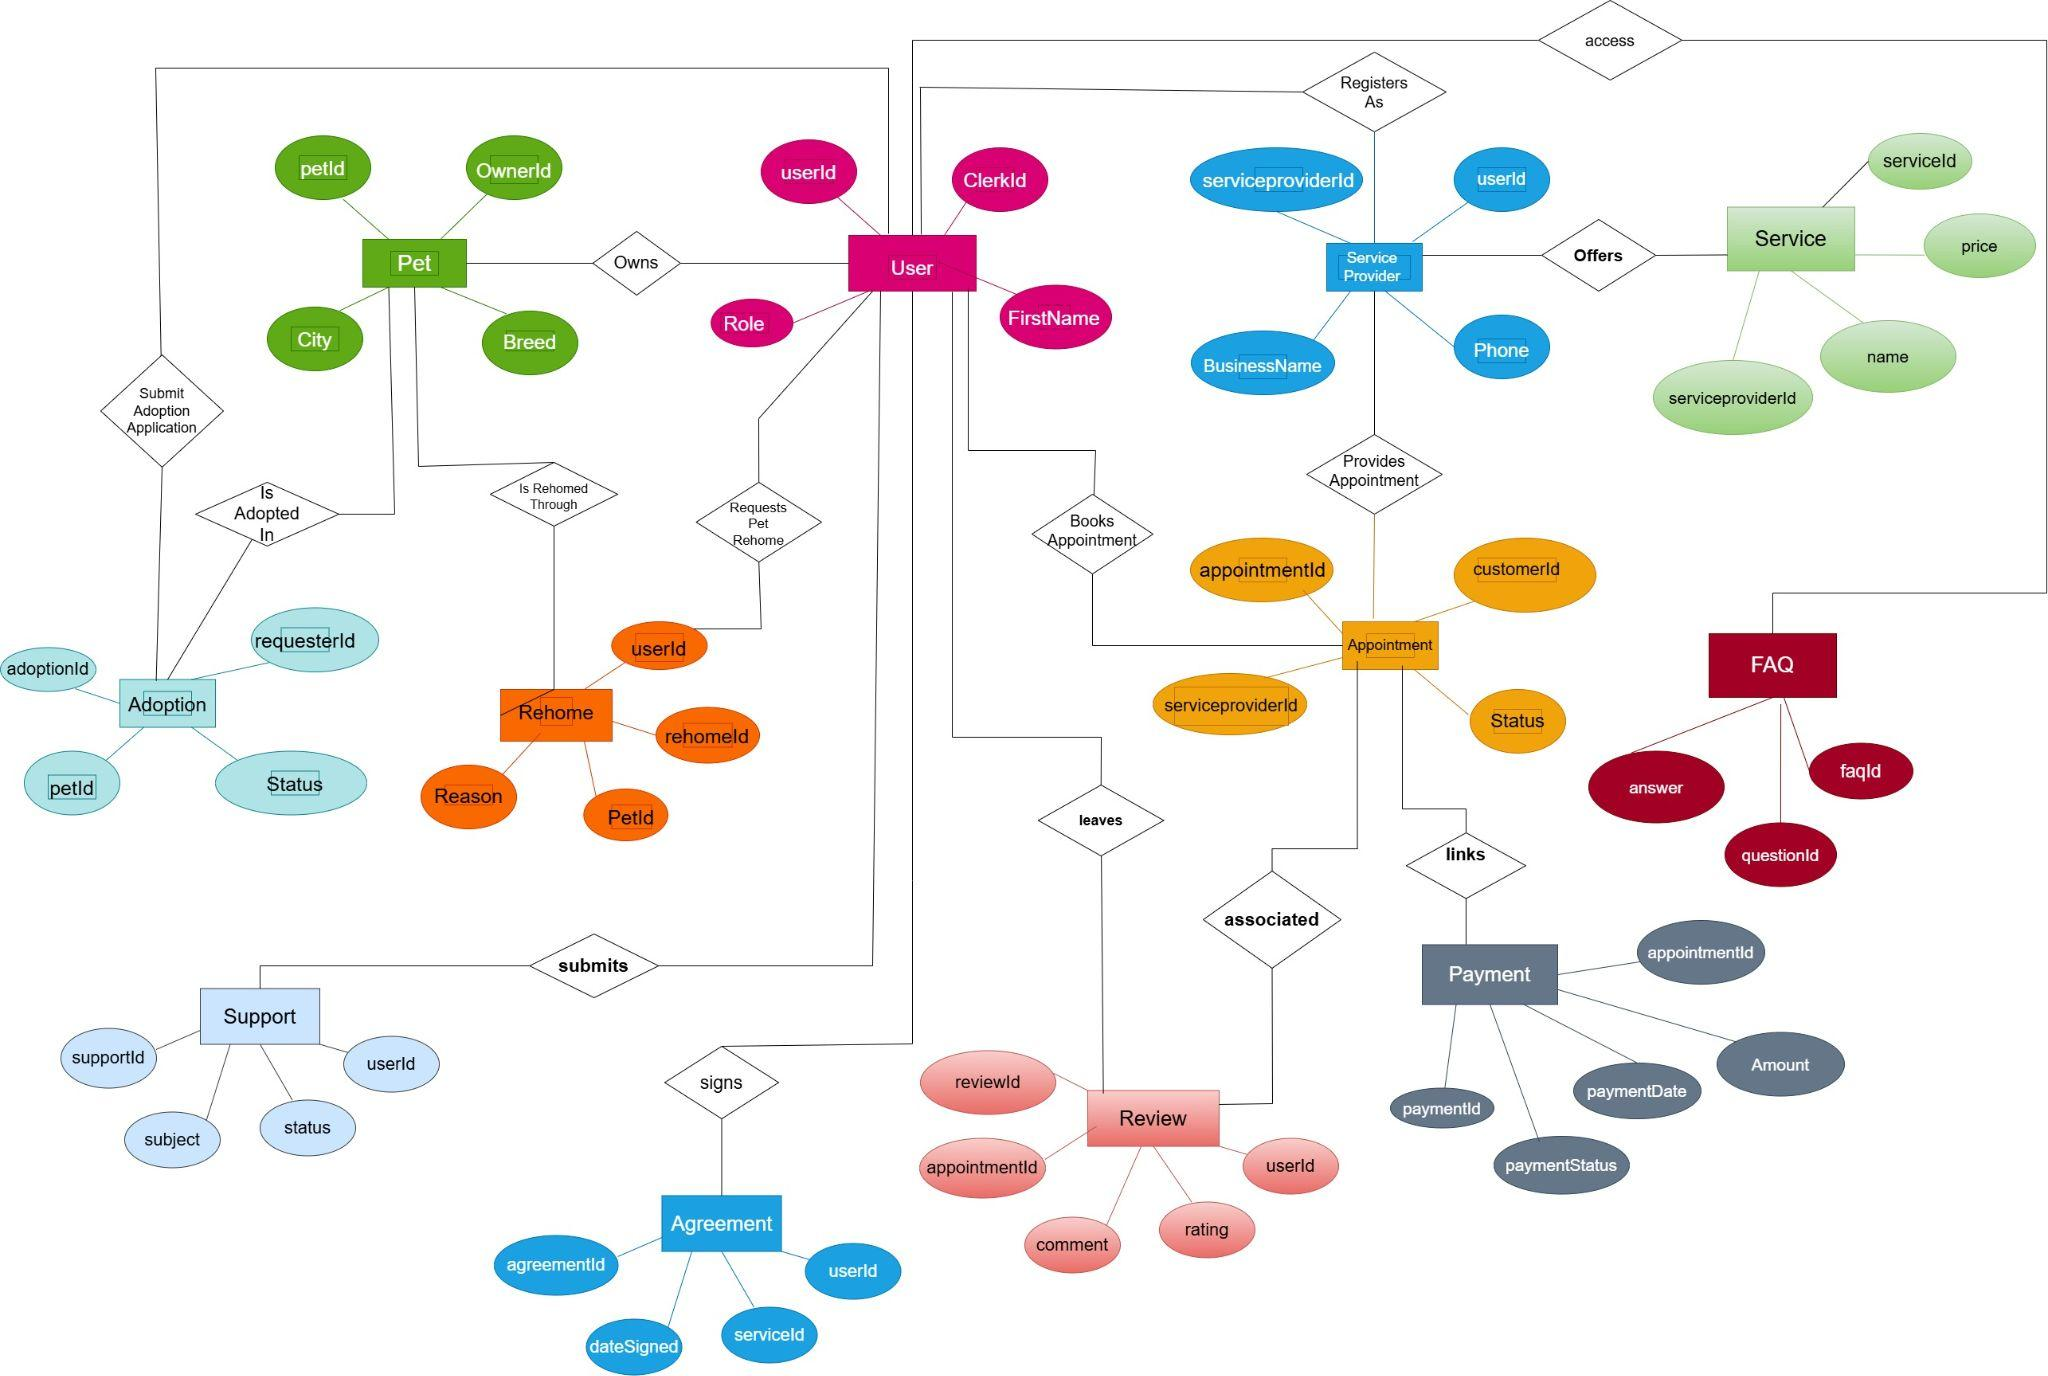 access
Registers
As
petId
OwnerId
userId
ClerkId
serviceproviderId
userId
serviceId
Pet
Owns
User
Service
Provider
Offers
Service
price
City
Breed
Role
FirstName
BusinessName
Phone
name
serviceproviderId
Submit
Adoption
Application
Is
Adopted
In
Is Rehomed
Through
Requests
Pet
Rehome
Books
Appointment
Provides
Appointment
appointmentId
customerId
adoptionId
requesterId
userId
Appointment
FAQ
Adoption
Rehome
rehomeId
serviceproviderId
Status
petId
Status
Reason
PetId
answer
faqId
questionId
leaves
links
associated
submits
appointmentId
Payment
Support
supportId
userId
subject
status
signs
reviewId
Review
appointmentId
userId
comment
rating
paymentId
paymentDate
Amount
paymentStatus
Agreement
agreementId
userId
dateSigned
serviceId